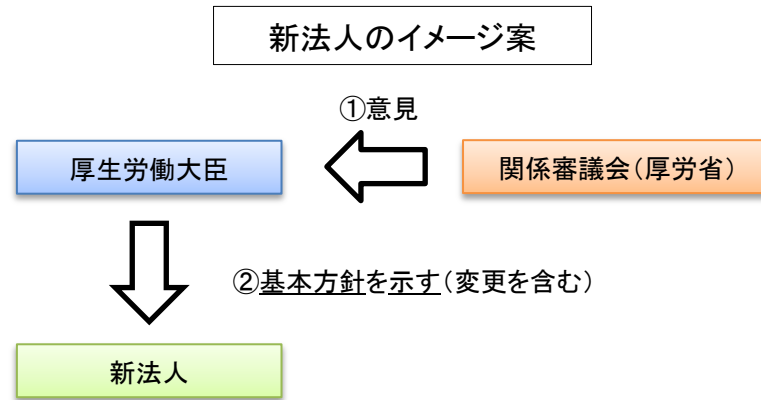 新法人のイメージ案
①意見
厚生労働大臣
関係審議会(厚労省)
②基本方針を示す(変更を含む)
新法人